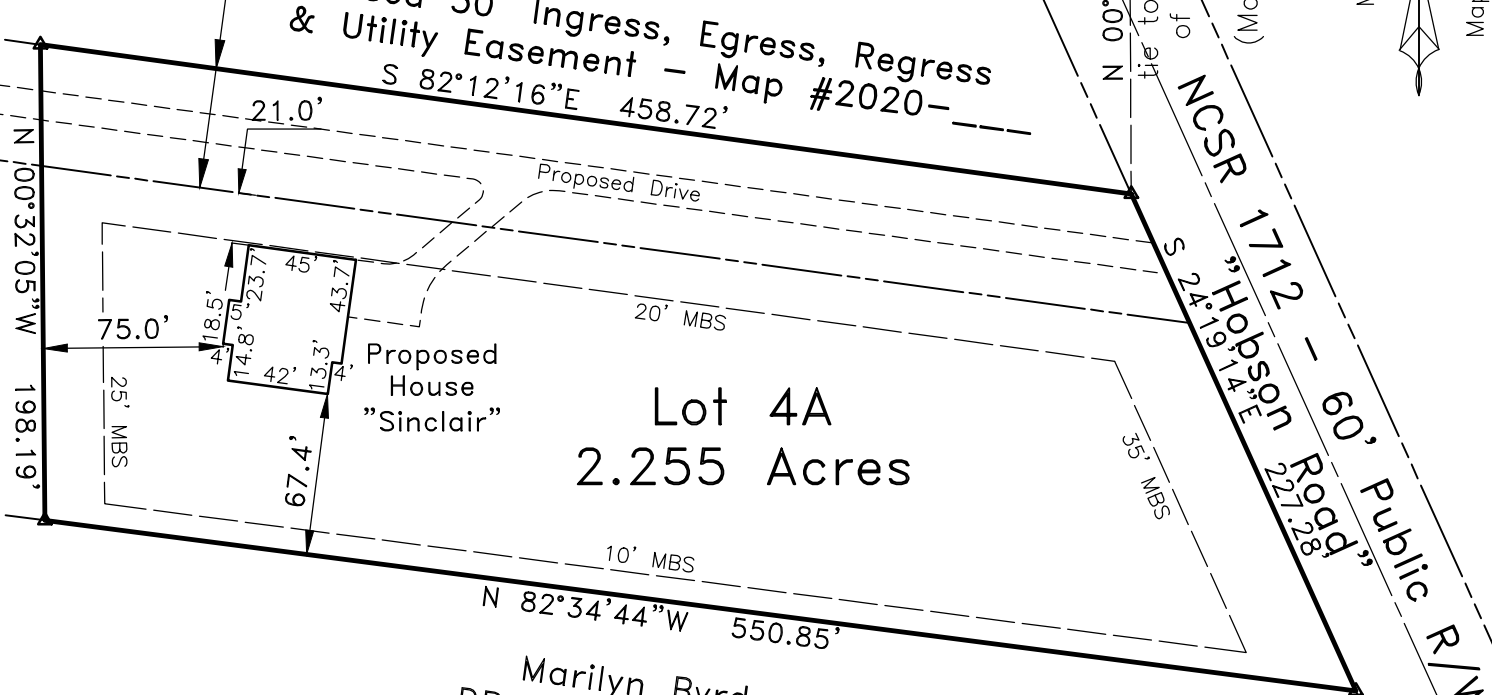 50' Ingress, Egress, Regress
& Utility Easement - Map #2020-____
S 82°12'16"E 458.72'
21.0'
Proposed Drive
N 00°32'05"W 198.19'
45'
23.7'
43.7'
18.5'
5'
75.0'
4'
14.8'
42'
13.3'
4'
Proposed
House
"Sinclair"
20' MBS
25' MBS
Lot 4A
2.255 Acres
67.4'
35' MBS
10' MBS
N 82°34'44"W 550.85'
S 24°19'14"E 227.28'
NCSR 1712 - 60' Public R/W
"Hobson Road"
N 00°
tie to
of
Map
Marilyn Byrd